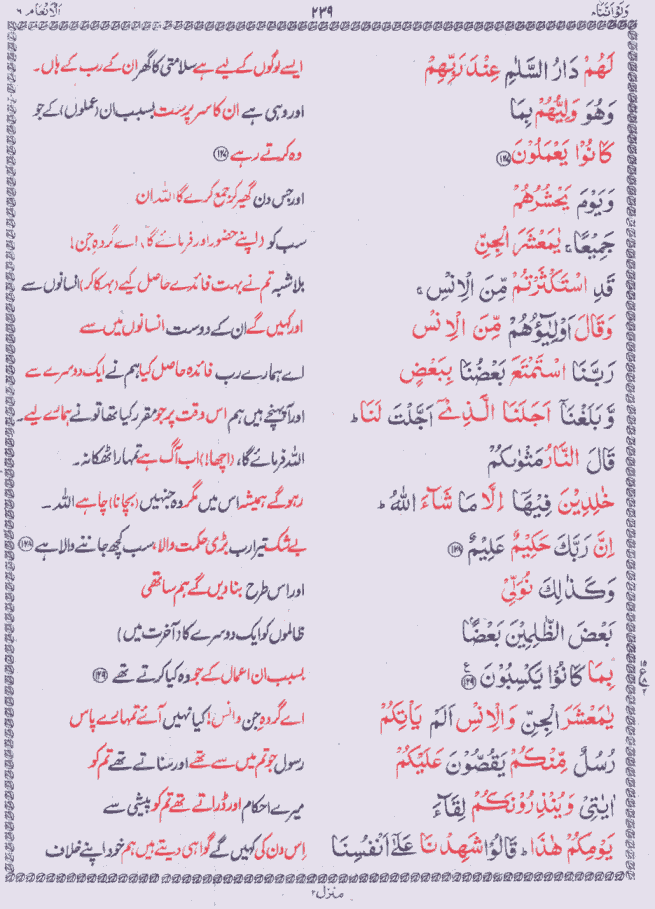 وَلَوْ اَنَّنَا ٨ ٢٣٩ اَلْاَنْعَام ٦
لَهُمْ دَارُ السَّلٰمِ عِنْدَ رَبِّهِمْ ایسے لوگوں کے لیے ہے سلامتی کا گھر ان کے رب کے ہاں۔
وَهُوَ وَلِيُّهُمْ بِمَا اور وہی ہے ان کا سرپرست بسبب ان (عملوں) کے جو
كَانُوْا يَعْمَلُوْنَ ﴿١٢٧﴾ وہ کرتے رہے ﴿١٢٧﴾
وَيَوْمَ يَحْشُرُهُمْ اور جس دن گھیر کر جمع کرے گا اللہ ان
جَمِيْعًا ۚ يٰمَعْشَرَ الْجِنِّ سب کو (اپنے حضور اور فرمائے گا)، اے گروہِ جن!
قَدِ اسْتَكْثَرْتُمْ مِّنَ الْاِنْسِ ۚ بلاشبہ تم نے بہت فائدے حاصل کیے (بہکا کر) انسانوں سے
وَقَالَ اَوْلِيٰٓؤُهُمْ مِّنَ الْاِنْسِ اور کہیں گے ان کے دوست انسانوں میں سے
رَبَّنَا اسْتَمْتَعَ بَعْضُنَا بِبَعْضٍ اے ہمارے رب فائدہ حاصل کیا ہم نے ایک دوسرے سے
وَّبَلَغْنَآ اَجَلَنَا الَّذِيْٓ اَجَّلْتَ لَنَا ؕ اور آ پہنچے ہیں ہم اس وقت پر جو مقرر کیا تھا تو نے ہمارے لیے۔
قَالَ النَّارُ مَثْوٰىكُمْ اللہ فرمائے گا، (اچھا!) اب آگ ہے تمہارا ٹھکانہ۔
خٰلِدِيْنَ فِيْهَآ اِلَّا مَا شَآءَ اللّٰهُ ؕ رہو گے ہمیشہ اس میں مگر وہ جنہیں (بچانا) چاہے اللہ۔
اِنَّ رَبَّكَ حَكِيْمٌ عَلِيْمٌ ﴿١٢٨﴾ بے شک تیرا رب بڑی حکمت والا، سب کچھ جاننے والا ہے ﴿١٢٨﴾
وَكَذٰلِكَ نُوَلِّيْ اور اس طرح بنا دیں گے ہم ساتھی
بَعْضَ الظّٰلِمِيْنَ بَعْضًۢا ظالموں کو ایک دوسرے کا (آخرت میں)
بِمَا كَانُوْا يَكْسِبُوْنَ ﴿١٢٩﴾ بسبب ان اعمال کے جو وہ کیا کرتے تھے ﴿١٢٩﴾
يٰمَعْشَرَ الْجِنِّ وَالْاِنْسِ اَلَمْ يَاْتِكُمْ اے گروہِ جن و انس! کیا نہیں آئے تمہارے پاس
رُسُلٌ مِّنْكُمْ يَقُصُّوْنَ عَلَيْكُمْ رسول جو تم میں سے تھے اور سناتے تھے تم کو
اٰيٰتِيْ وَيُنْذِرُوْنَكُمْ لِقَآءَ میرے احکام اور ڈراتے تھے تم کو پیشی سے
يَوْمِكُمْ هٰذَا ؕ قَالُوْا شَهِدْنَا عَلٰٓى اَنْفُسِنَا اس دن کی کہیں گے گواہی دیتے ہیں ہم خود اپنے خلاف
منزل ٢